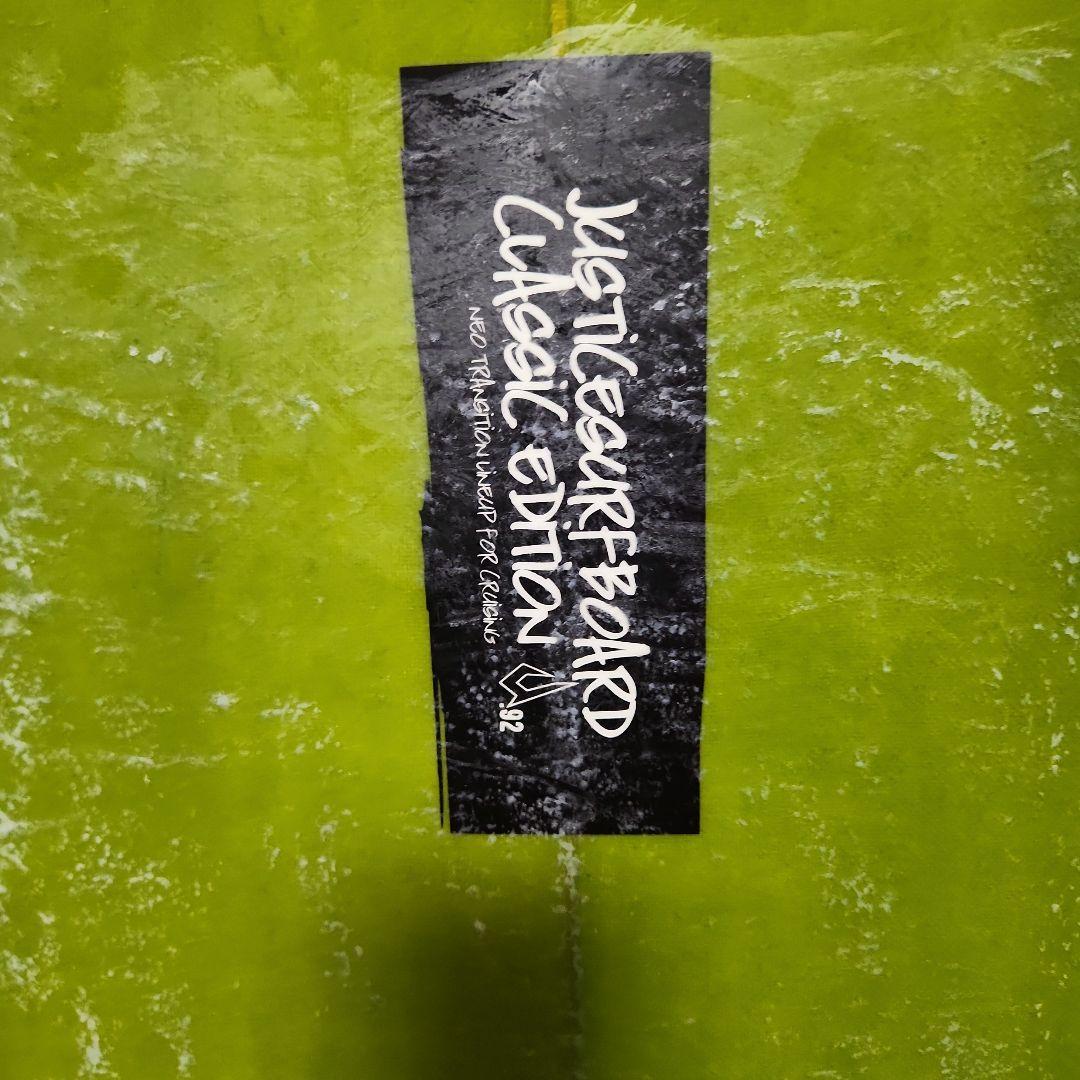 JUSTICESURFBOARD
CLASSIC EDITION
NEO TRANSITION LINEUP FOR CRUISING
.92